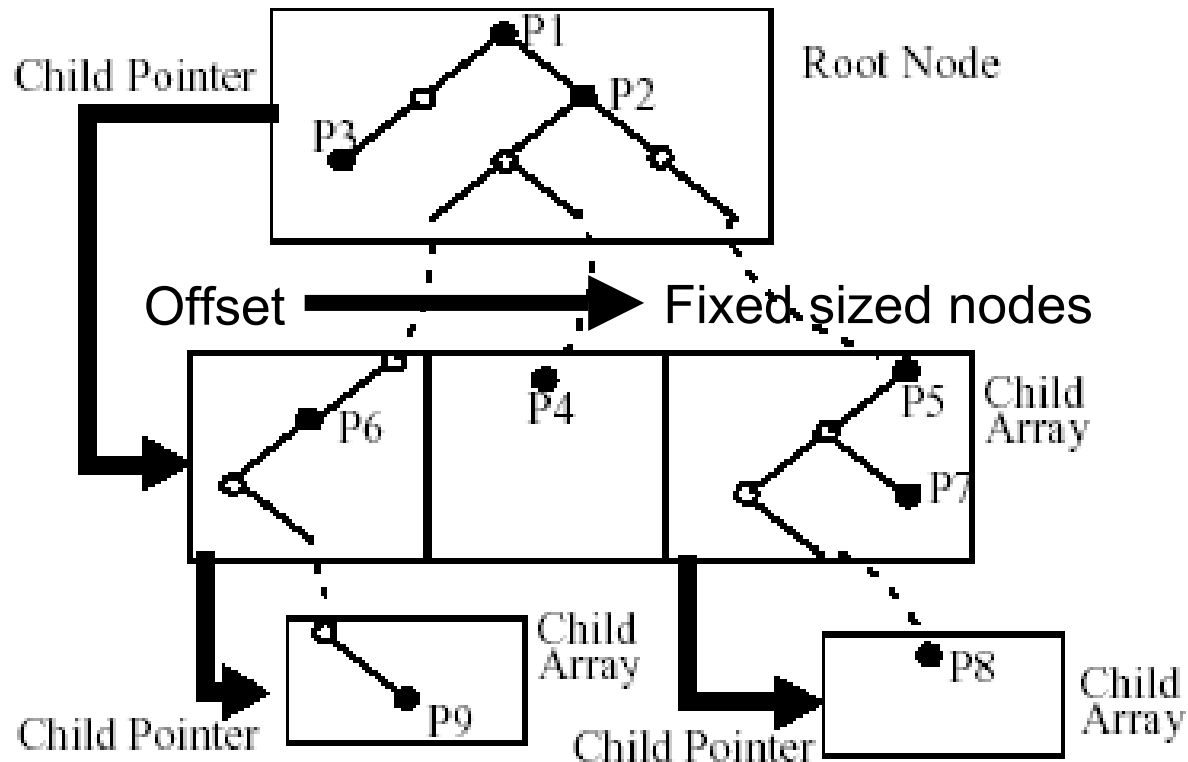 P1
Root Node
Child Pointer
P2
P3
Offset
Fixed sized nodes
P6
P4
P5
Child
Array
P7
Child
Array
P9
Child Pointer
P8
Child
Array
Child Pointer